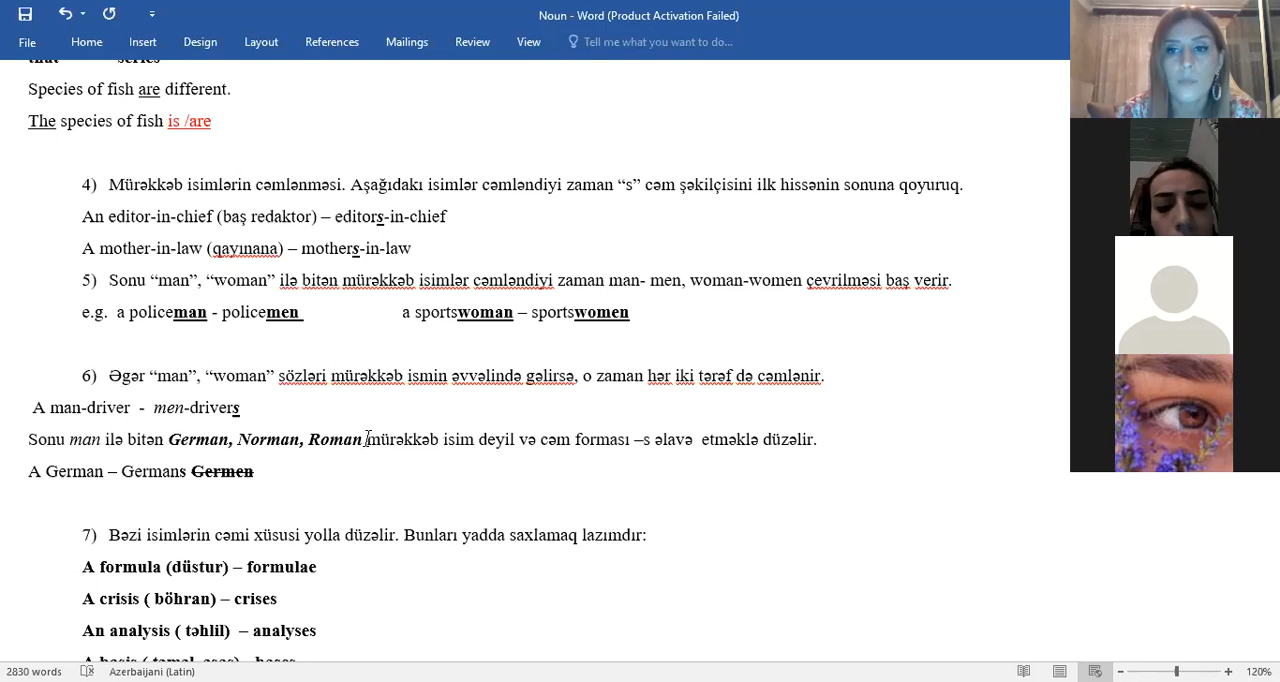 Noun - Word (Product Activation Failed)
File Home Insert Design Layout References Mailings Review View Tell me what you want to do...
that series
Species of fish are different.
The species of fish is /are
4) Mürəkkəb isimlərin cəmlənməsi. Aşağıdakı isimlər cəmləndiyi zaman “s” cəm şəkilçisini ilk hissənin sonuna qoyuruq.
An editor-in-chief (baş redaktor) – editors-in-chief
A mother-in-law (qayınana) – mothers-in-law
5) Sonu “man”, “woman” ilə bitən mürəkkəb isimlər cəmləndiyi zaman man- men, woman-women çevrilməsi baş verir.
e.g. a policeman - policemen a sportswoman – sportswomen
6) Əgər “man”, “woman” sözləri mürəkkəb ismin əvvəlində gəlirsə, o zaman hər iki tərəf də cəmlənir.
A man-driver - men-drivers
Sonu man ilə bitən German, Norman, Roman mürəkkəb isim deyil və cəm forması –s əlavə etməklə düzəlir.
A German – Germans Germen
7) Bəzi isimlərin cəmi xüsusi yolla düzəlir. Bunları yadda saxlamaq lazımdır:
A formula (düstur) – formulae
A crisis ( böhran) – crises
An analysis ( təhlil) – analyses
A basis ( təməl, əsas) – bases
2830 words Azerbaijani (Latin) 120%